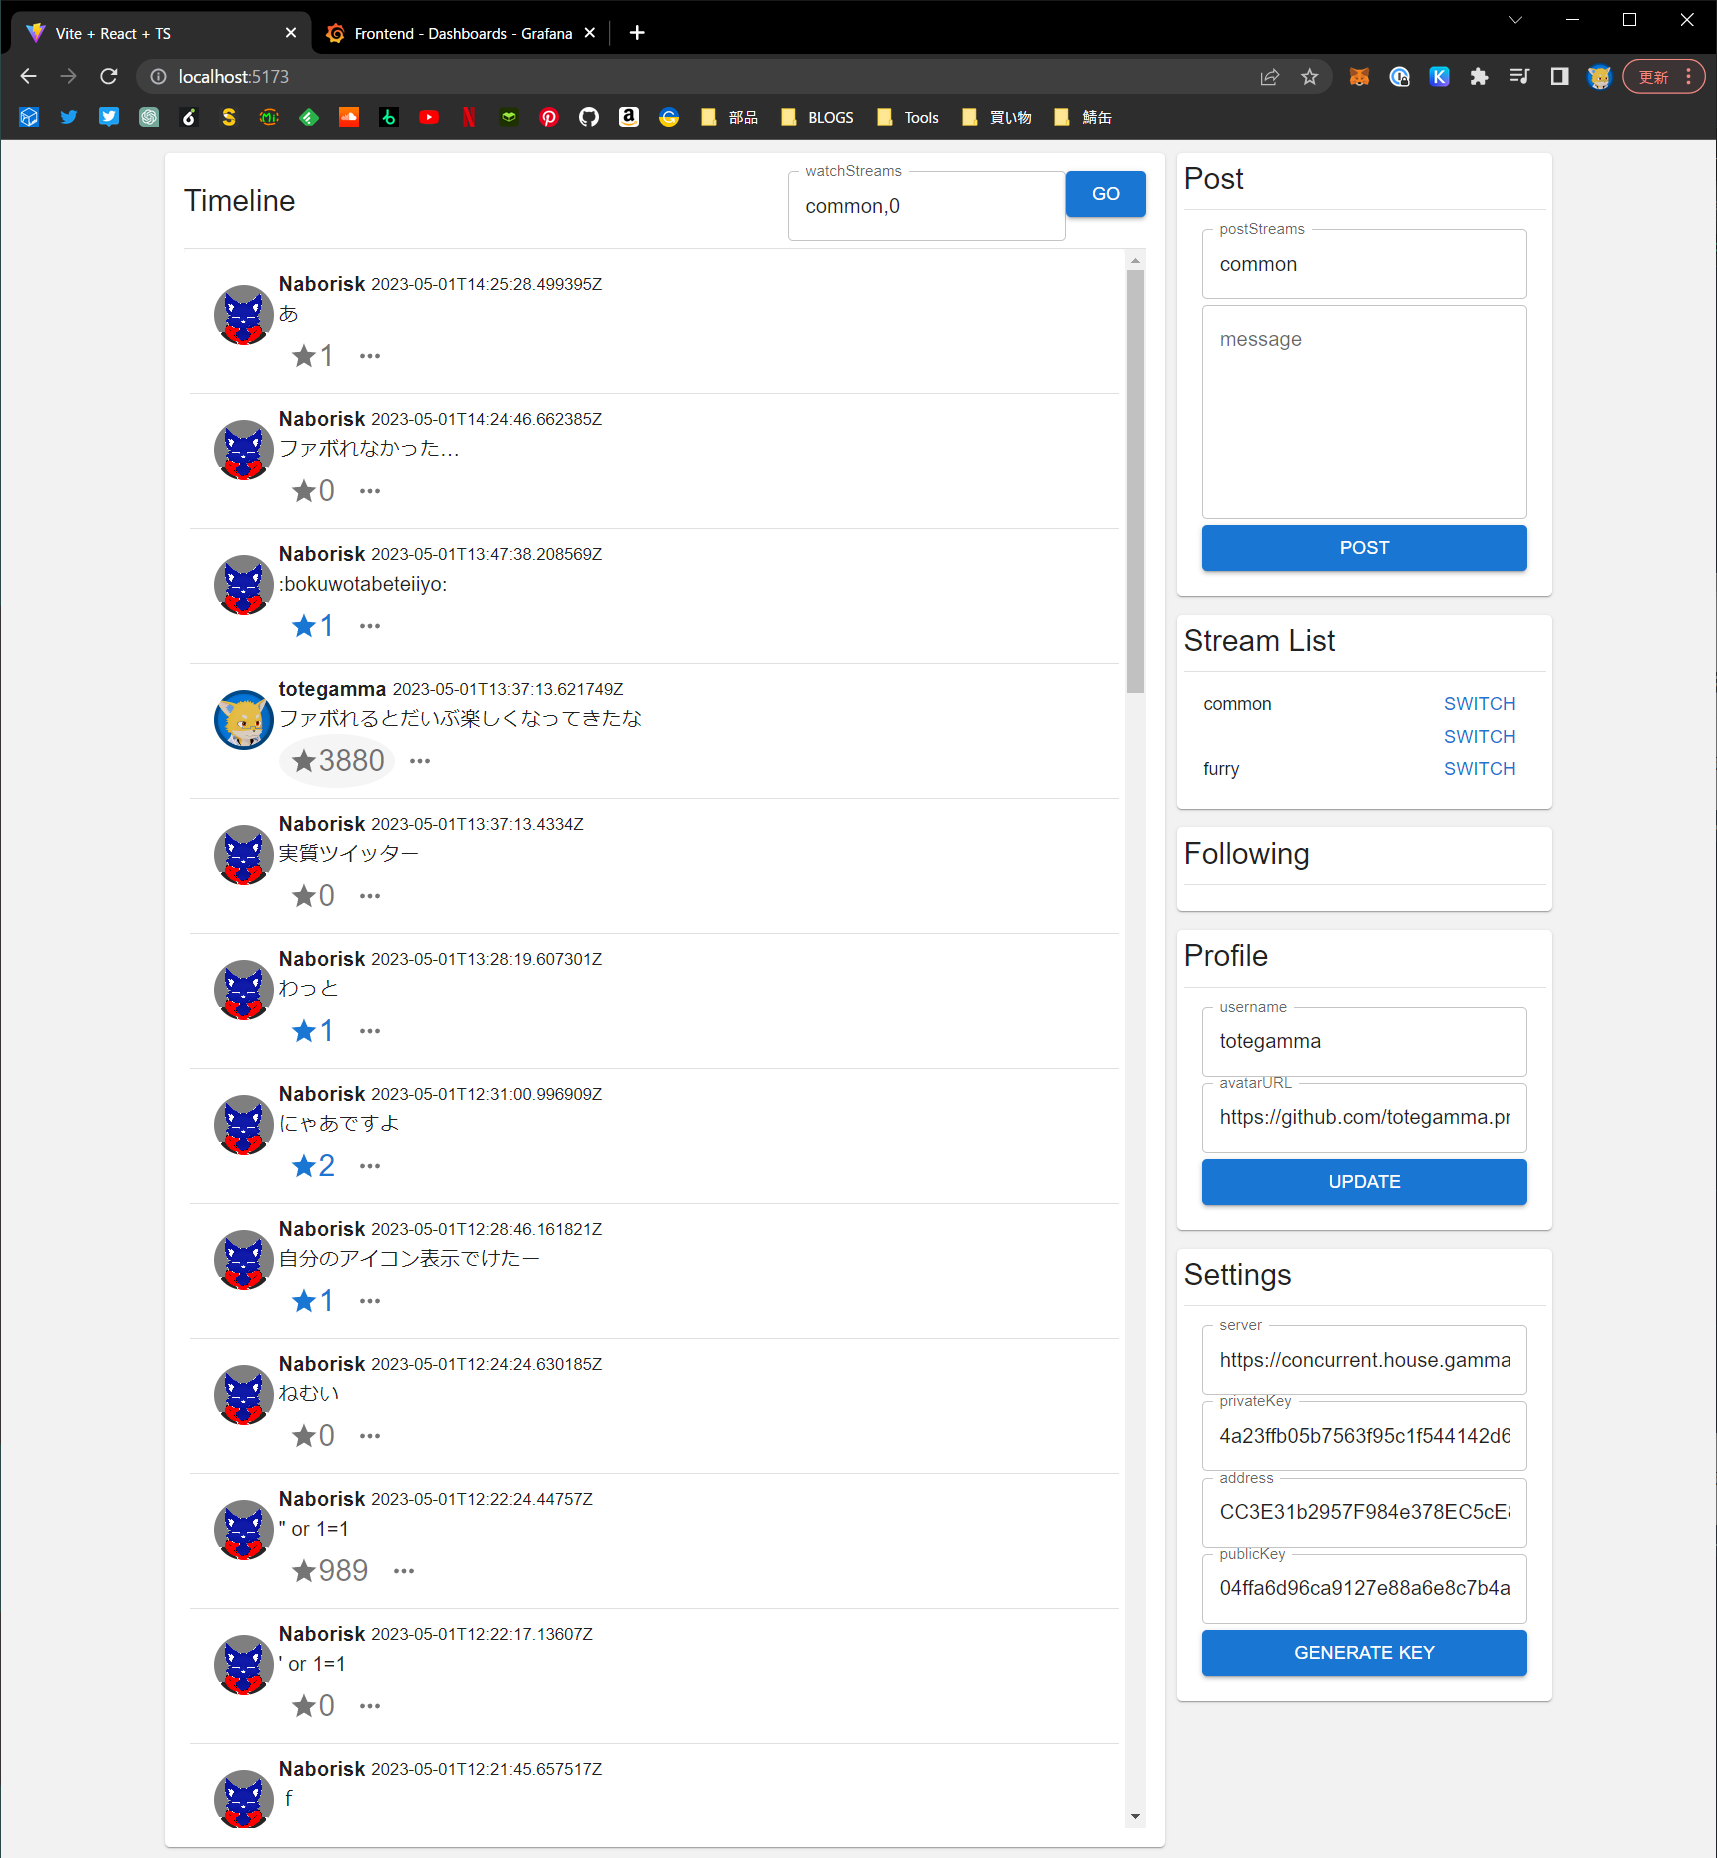 Vite + React + TS
Frontend - Dashboards - Grafana
localhost:5173
更新
部品
BLOGS
Tools
買い物
鯖缶
Timeline
watchStreams
common,0
GO
Naborisk 2023-05-01T14:25:28.499395Z
あ
1
Naborisk 2023-05-01T14:24:46.662385Z
ファボれなかった…
0
Naborisk 2023-05-01T13:47:38.208569Z
:bokuwotabeteiiyo:
1
totegamma 2023-05-01T13:37:13.621749Z
ファボれるとだいぶ楽しくなってきたな
3880
Naborisk 2023-05-01T13:37:13.4334Z
実質ツイッター
0
Naborisk 2023-05-01T13:28:19.607301Z
わっと
1
Naborisk 2023-05-01T12:31:00.996909Z
にゃあですよ
2
Naborisk 2023-05-01T12:28:46.161821Z
自分のアイコン表示でけたー
1
Naborisk 2023-05-01T12:24:24.630185Z
ねむい
0
Naborisk 2023-05-01T12:22:24.44757Z
" or 1=1
989
Naborisk 2023-05-01T12:22:17.13607Z
' or 1=1
0
Naborisk 2023-05-01T12:21:45.657517Z
f
Post
postStreams
common
message
POST
Stream List
common SWITCH
SWITCH
furry SWITCH
Following
Profile
username
totegamma
avatarURL
https://github.com/totegamma.pr
UPDATE
Settings
server
https://concurrent.house.gamma
privateKey
4a23ffb05b7563f95c1f544142d6
address
CC3E31b2957F984e378EC5cE8
publicKey
04ffa6d96ca9127e88a6e8c7b4a
GENERATE KEY